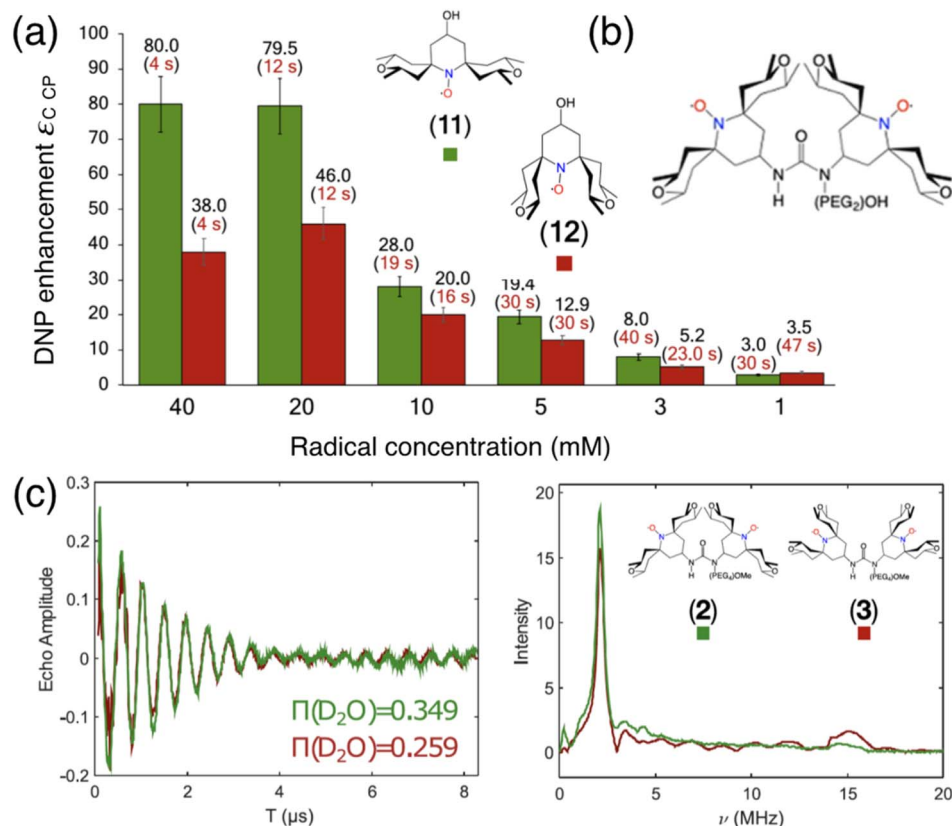 (a)
DNP enhancement εC CP
100
90
80
70
60
50
40
30
20
10
0
80.0
(4 s)
38.0
(4 s)
79.5
(12 s)
46.0
(12 s)
28.0
(19 s)
20.0
(16 s)
19.4
(30 s)
12.9
(30 s)
8.0
(40 s)
5.2
(23.0 s)
3.0
(30 s)
3.5
(47 s)
40 20 10 5 3 1
Radical concentration (mM)
OH
O O
N
·O
(11)
OH
N
·O
O O
(12)
(b)
O O
·O N N O·
O O O
N N
H (PEG2)OH
(c)
Echo Amplitude
0.3
0.2
0.1
0
-0.1
-0.2
Π(D2O)=0.349
Π(D2O)=0.259
0 2 4 6 8
T (µs)
Intensity
20
15
10
5
0
O O
·O N N O·
O O O
N N
H (PEG4)OMe
(2)
O O
·O N N O·
O O O
N N
H (PEG4)OMe
(3)
0 5 10 15 20
ν (MHz)